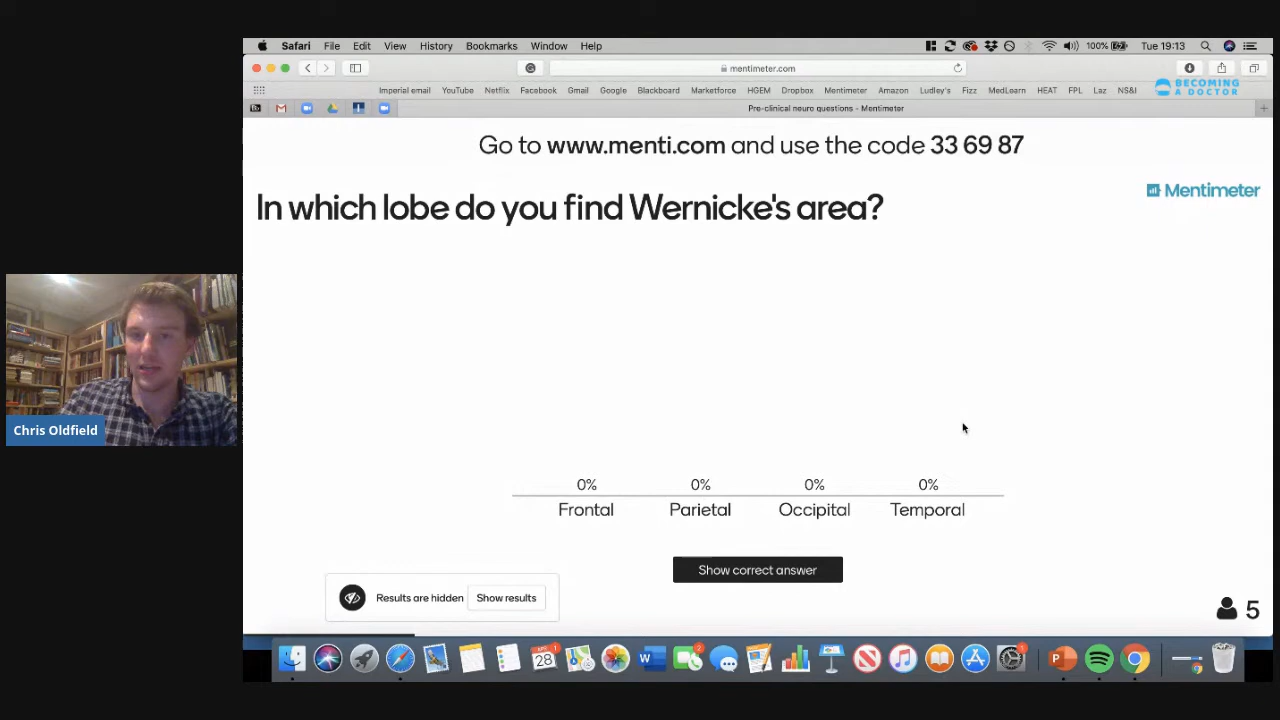 Safari File Edit View History Bookmarks Window Help 100% Tue 19:13
mentimeter.com
Imperial email YouTube Netflix Facebook Gmail Google Blackboard Marketforce HGEM Dropbox Mentimeter Amazon Ludley's Fizz MedLearn HEAT FPL Laz NS&I
BECOMING
A DOCTOR
Pre-clinical neuro questions - Mentimeter
Go to www.menti.com and use the code 33 69 87
Mentimeter
In which lobe do you find Wernicke's area?
Chris Oldfield
0% 0% 0% 0%
Frontal Parietal Occipital Temporal
Show correct answer
Results are hidden Show results
5
28